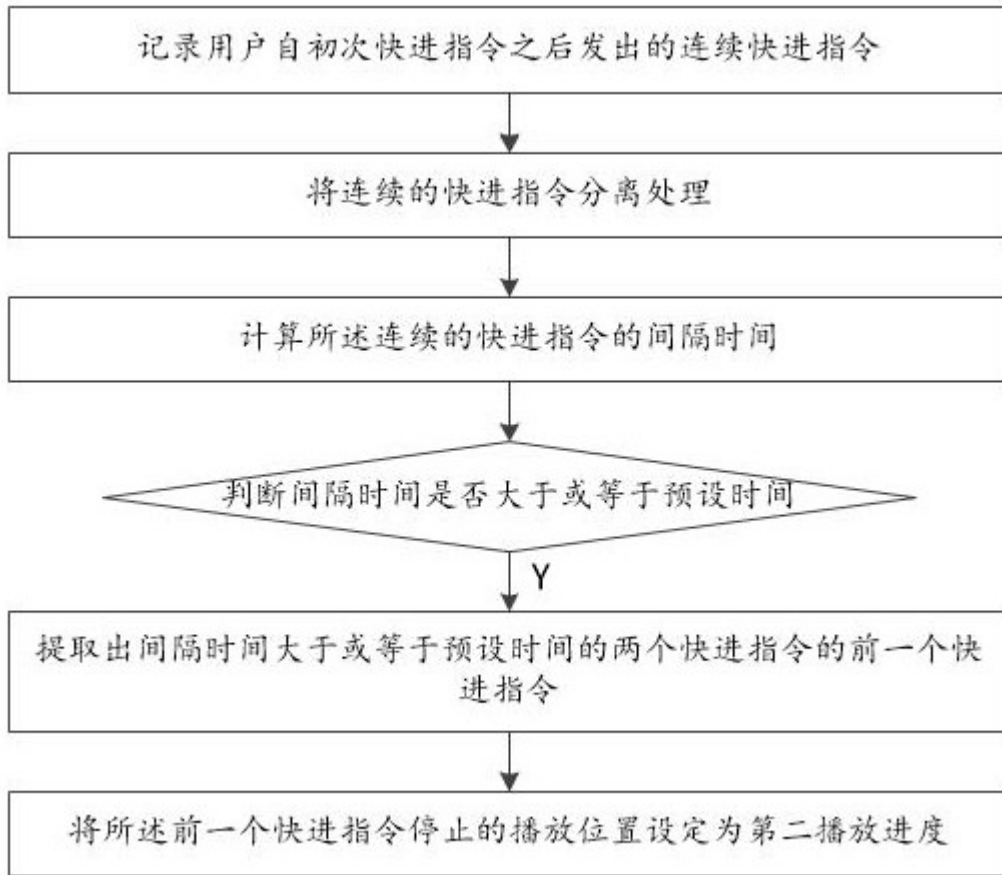 记录用户自初次快进指令之后发出的连续快进指令
将连续的快进指令分离处理
计算所述连续的快进指令的间隔时间
判断间隔时间是否大于或等于预设时间
Y
提取出间隔时间大于或等于预设时间的两个快进指令的前一个快
进指令
将所述前一个快进指令停止的播放位置设定为第二播放进度